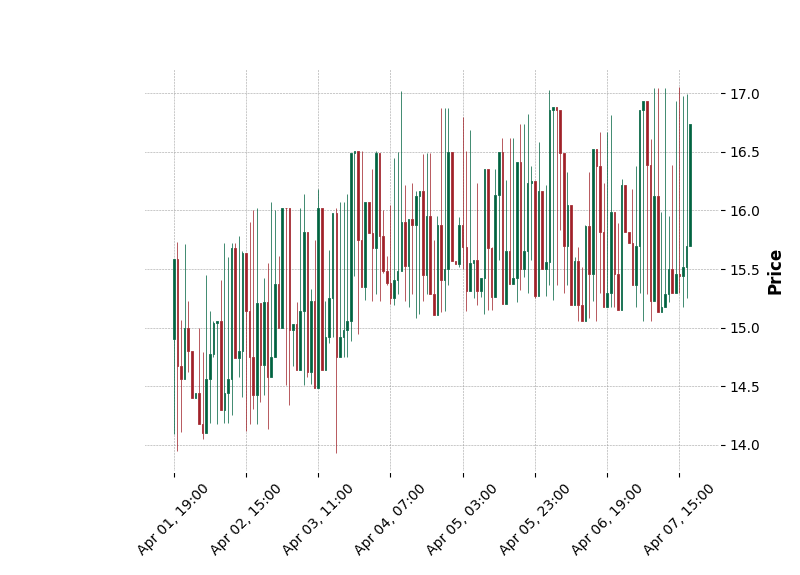 17.0
16.5
16.0
15.5
15.0
14.5
14.0
Price
Apr 01, 19:00
Apr 02, 15:00
Apr 03, 11:00
Apr 04, 07:00
Apr 05, 03:00
Apr 05, 23:00
Apr 06, 19:00
Apr 07, 15:00